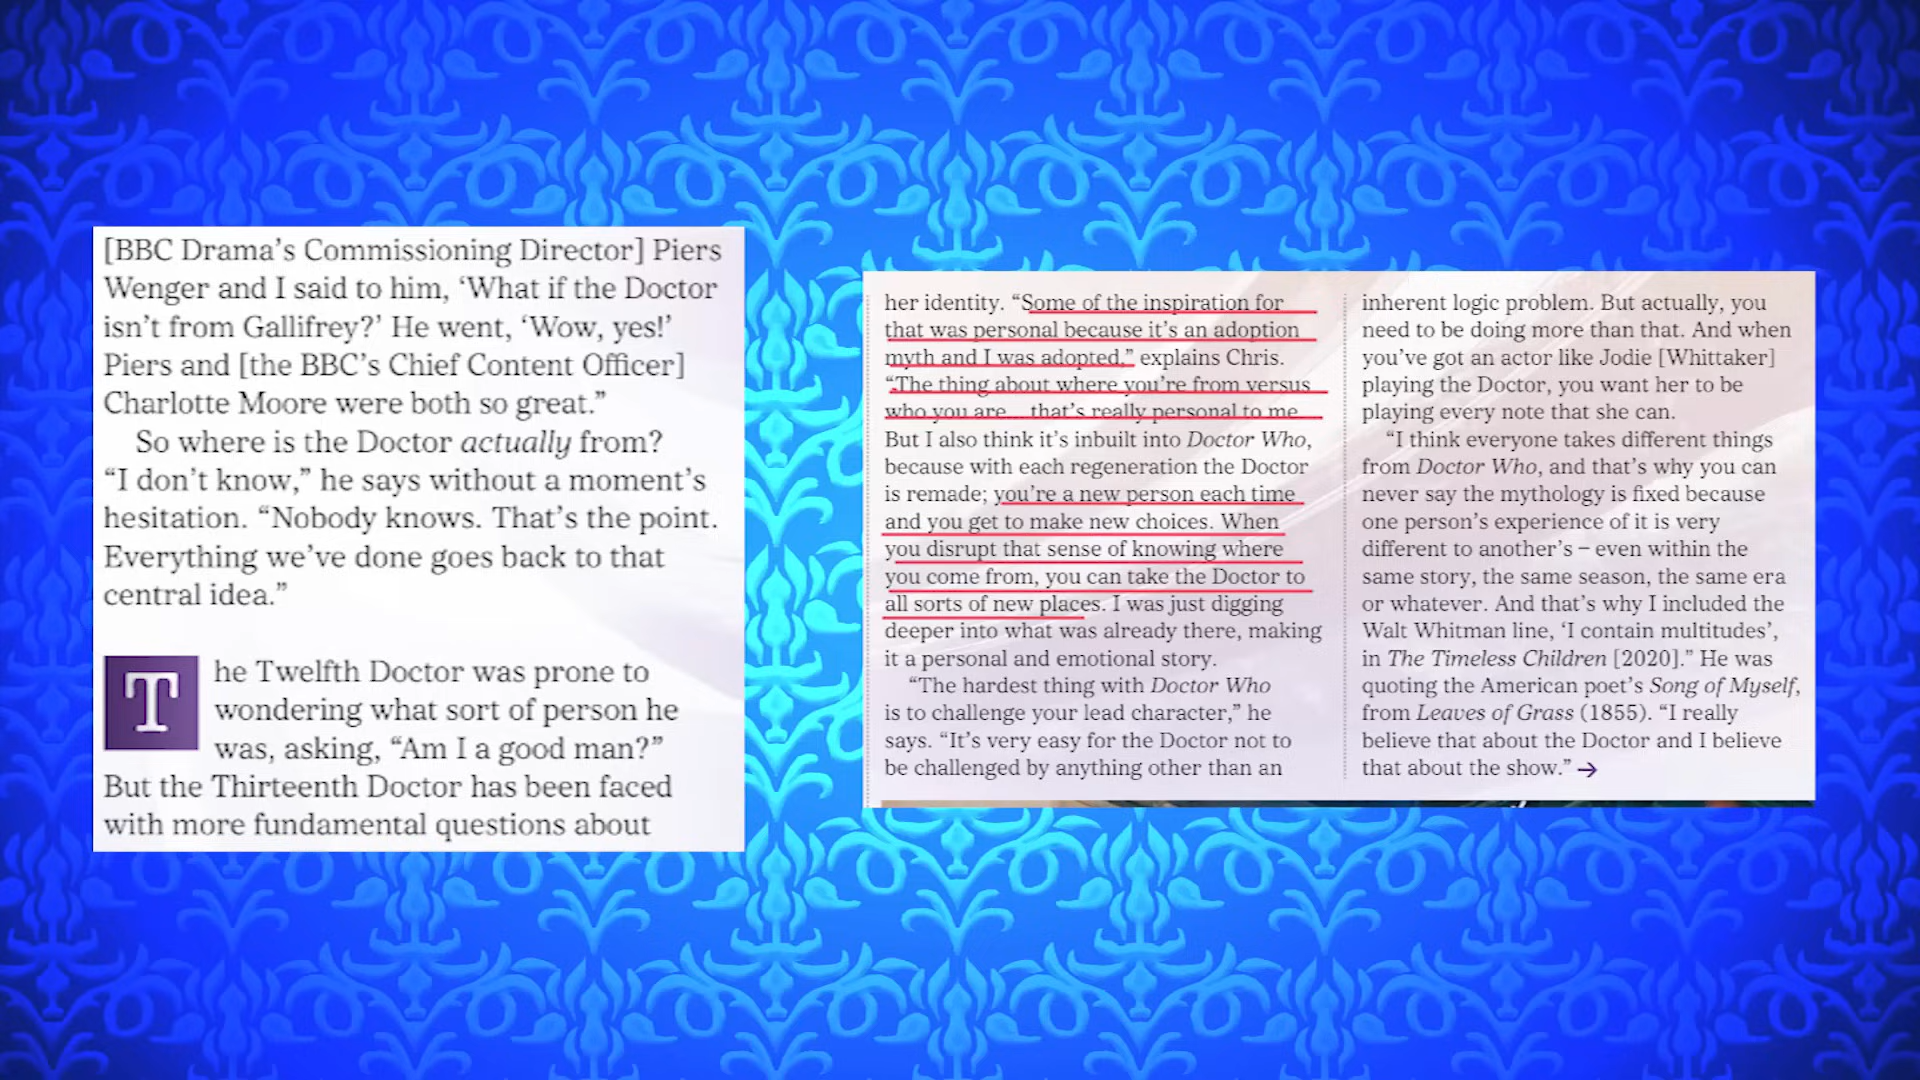 [BBC Drama’s Commissioning Director] Piers
Wenger and I said to him, ‘What if the Doctor
isn’t from Gallifrey?’ He went, ‘Wow, yes!’
Piers and [the BBC’s Chief Content Officer]
Charlotte Moore were both so great.”
So where is the Doctor actually from?
“I don’t know,” he says without a moment’s
hesitation. “Nobody knows. That’s the point.
Everything we’ve done goes back to that
central idea.”
The Twelfth Doctor was prone to
wondering what sort of person he
was, asking, “Am I a good man?”
But the Thirteenth Doctor has been faced
with more fundamental questions about
her identity. “Some of the inspiration for
that was personal because it’s an adoption
myth and I was adopted,” explains Chris.
“The thing about where you’re from versus
who you are... that’s really personal to me.
But I also think it’s inbuilt into Doctor Who,
because with each regeneration the Doctor
is remade; you’re a new person each time
and you get to make new choices. When
you disrupt that sense of knowing where
you come from, you can take the Doctor to
all sorts of new places. I was just digging
deeper into what was already there, making
it a personal and emotional story.
“The hardest thing with Doctor Who
is to challenge your lead character,” he
says. “It’s very easy for the Doctor not to
be challenged by anything other than an
inherent logic problem. But actually, you
need to be doing more than that. And when
you’ve got an actor like Jodie [Whittaker]
playing the Doctor, you want her to be
playing every note that she can.
“I think everyone takes different things
from Doctor Who, and that’s why you can
never say the mythology is fixed because
one person’s experience of it is very
different to another’s – even within the
same story, the same season, the same era
or whatever. And that’s why I included the
Walt Whitman line, ‘I contain multitudes’,
in The Timeless Children [2020].” He was
quoting the American poet’s Song of Myself,
from Leaves of Grass (1855). “I really
believe that about the Doctor and I believe
that about the show.” →